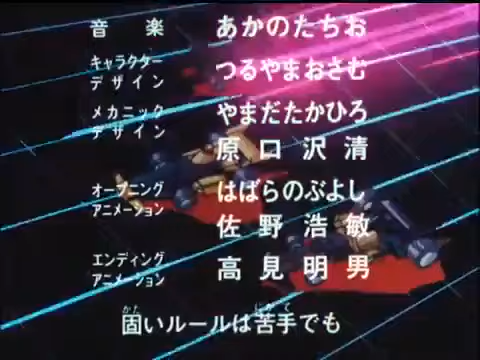 音楽 あかのたちお
キャラクターデザイン つるやまおさむ
メカニックデザイン やまだたかひろ
原口沢清
オープニングアニメーション はばらのぶよし
佐野浩敏
エンディングアニメーション 高見明男
固いルールは苦手でも